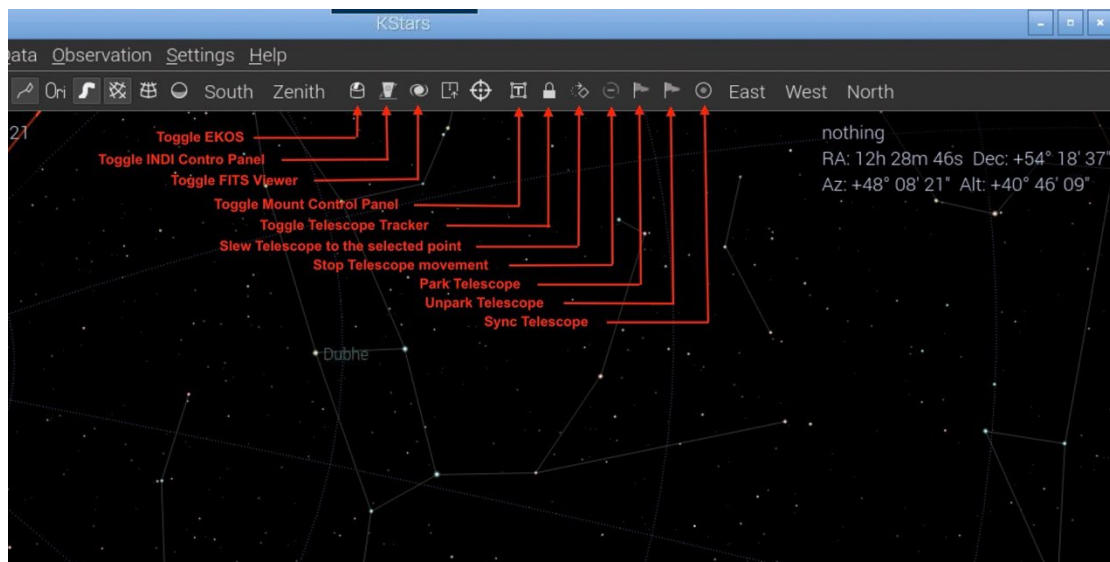 KStars
Data Observation Settings Help
Ori South Zenith T East West North
21
nothing
RA: 12h 28m 46s Dec: +54° 18' 37"
Az: +48° 08' 21" Alt: +40° 46' 09"
Toggle EKOS
Toggle INDI Contro Panel
Toggle FITS Viewer
Toggle Mount Control Panel
Toggle Telescope Tracker
Slew Telescope to the selected point
Stop Telescope movement
Park Telescope
Unpark Telescope
Sync Telescope
Dubhe